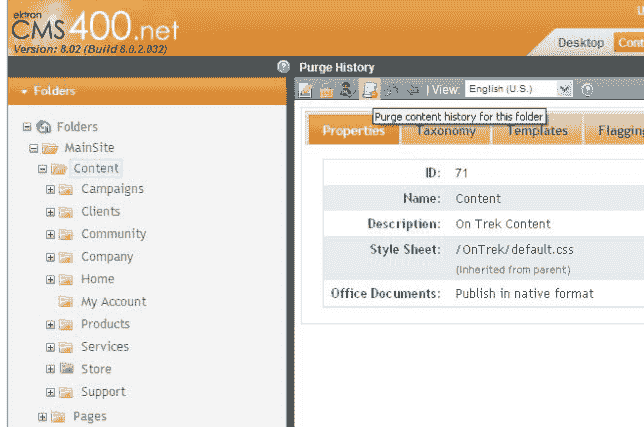 ektron
CMS400.net
Version: 8.02 (Build 8.0.2.032)
Desktop
Purge History
Folders
View: English (U.S.)
Purge content history for this folder
Properties Taxonomy Templates Flagging
Folders
MainSite
Content
Campaigns
Clients
Community
Company
Home
My Account
Products
Services
Store
Support
Pages
ID: 71
Name: Content
Description: On Trek Content
Style Sheet: /OnTrek/default.css
(inherited from parent)
Office Documents: Publish in native format